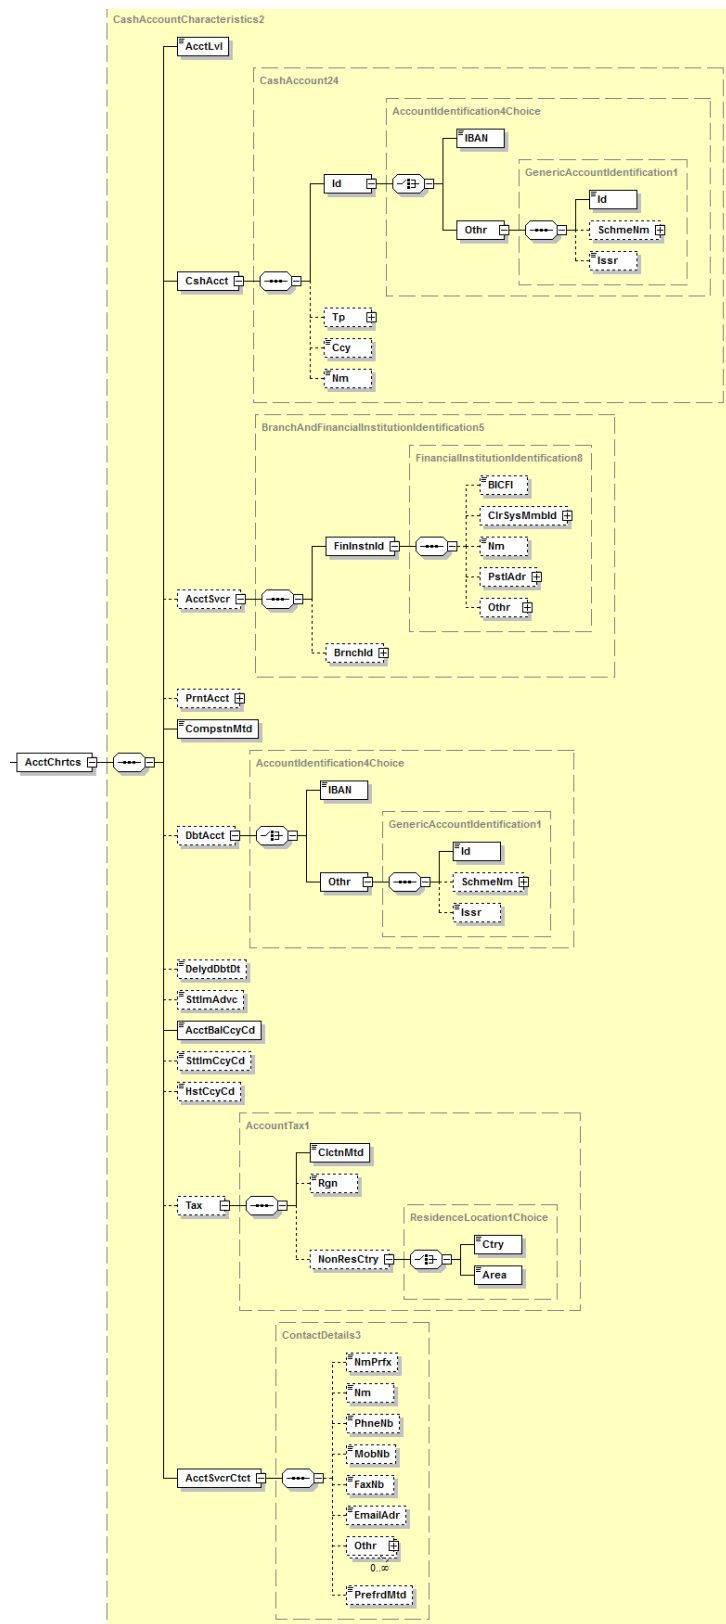 CashAccountCharacteristics2
AcctLvl
CashAccount24
AccountIdentification4Choice
IBAN
GenericAccountIdentification1
Id
Id
Othr
SchmeNm
Issr
CshAcct
Tp
Ccy
Nm
BranchAndFinancialInstitutionIdentification5
FinancialInstitutionIdentification8
BICFI
ClrSysMmbId
FinInstnId
Nm
PstlAdr
AcctSvcr
Othr
BrnchId
PrntAcct
CompstnMtd
AcctChrtcs
AccountIdentification4Choice
IBAN
GenericAccountIdentification1
DbtAcct
Id
Othr
SchmeNm
Issr
DelydDbtDt
SttlmAdvc
AcctBalCcyCd
SttlmCcyCd
HstCcyCd
AccountTax1
ClctnMtd
Rgn
Tax
ResidenceLocation1Choice
Ctry
NonResCtry
Area
ContactDetails3
NmPrfx
Nm
PhneNb
MobNb
AcctSvcrCtct
FaxNb
EmailAdr
Othr
0..∞
PrefrdMtd